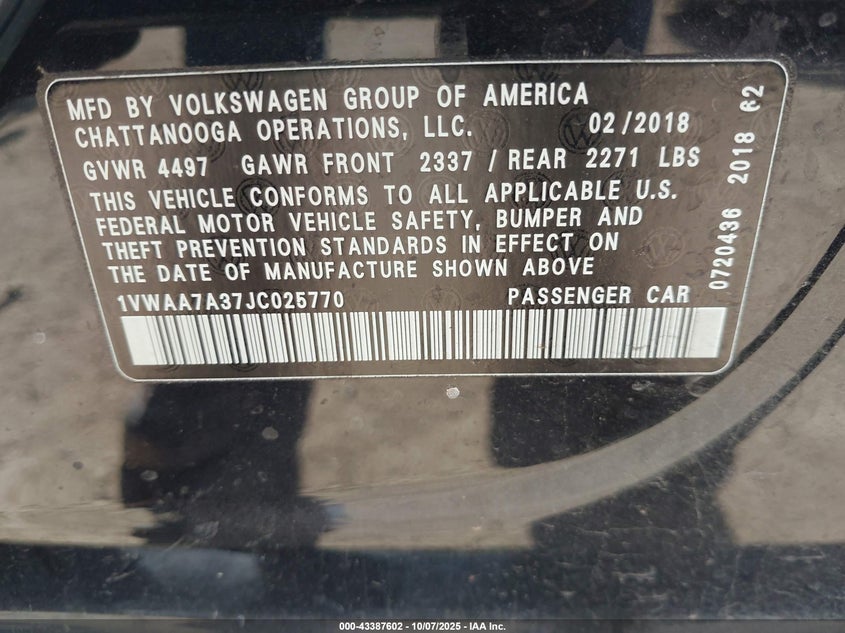 MFD BY VOLKSWAGEN GROUP OF AMERICA
CHATTANOOGA OPERATIONS, LLC. 02/2018
GVWR 4497 GAWR FRONT 2337 / REAR 2271 LBS
THIS VEHICLE CONFORMS TO ALL APPLICABLE U.S.
FEDERAL MOTOR VEHICLE SAFETY, BUMPER AND
THEFT PREVENTION STANDARDS IN EFFECT ON
THE DATE OF MANUFACTURE SHOWN ABOVE
1VWAA7A37JC025770 PASSENGER CAR
0720436 2018 62
000-43387602 - 10/07/2025 - IAA Inc.